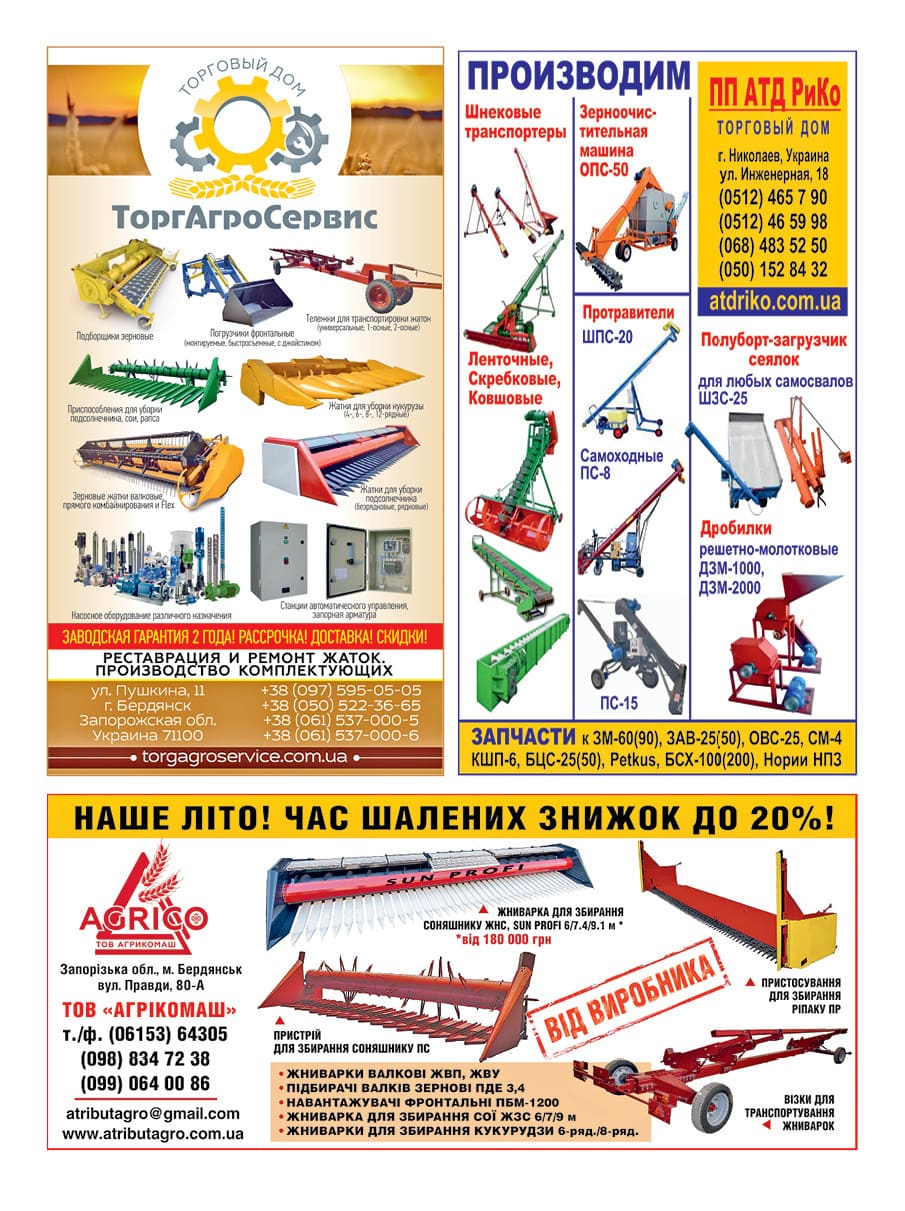 ТОРГОВЫЙ ДОМ
ТоргАгроСервис
Подборщики зерновые
Погрузчики фронтальные
(монтируемые, быстросъемные, с джойстиком)
Тележки для транспортировки жаток
(универсальные; 1-осные, 2-осные)
Приспособления для уборки
подсолнечника, сои, рапса
Жатки для уборки кукурузы
(4-, 6-, 8-, 12-рядные)
Зерновые жатки валковые,
прямого комбайнирования и Flex
Жатки для уборки
подсолнечника
(безрядковые, рядковые)
Насосное оборудование различного назначения
Станции автоматического управления,
запорная арматура
ЗАВОДСКАЯ ГАРАНТИЯ 2 ГОДА! РАССРОЧКА! ДОСТАВКА! СКИДКИ!
РЕСТАВРАЦИЯ И РЕМОНТ ЖАТОК.
ПРОИЗВОДСТВО КОМПЛЕКТУЮЩИХ
ул. Пушкина, 11
г. Бердянск
Запорожская обл.
Украина 71100
+38 (097) 595-05-05
+38 (050) 522-36-65
+38 (061) 537-000-5
+38 (061) 537-000-6
• torgagroservice.com.ua •
ПРОИЗВОДИМ
Шнековые
транспортеры
Ленточные,
Скребковые,
Ковшовые
Зерноочис-
тительная
машина
ОПС-50
Протравители
ШПС-20
Самоходные
ПС-8
ПС-15
ПП АТД РиКо
ТОРГОВЫЙ ДОМ
г. Николаев, Украина
ул. Инженерная, 18
(0512) 465 7 90
(0512) 46 59 98
(068) 483 52 50
(050) 152 84 32
atdriko.com.ua
Полуборт-загрузчик
сеялок
для любых самосвалов
ШЗС-25
Дробилки
решетно-молотковые
ДЗМ-1000,
ДЗМ-2000
ЗАПЧАСТИ к ЗМ-60(90), ЗАВ-25(50), ОВС-25, СМ-4
КШП-6, БЦС-25(50), Petkus, БСХ-100(200), Нории НПЗ
НАШЕ ЛІТО! ЧАС ШАЛЕНИХ ЗНИЖОК ДО 20%!
AGRICO
ТОВ АГРИКОМАШ
Запорізька обл., м. Бердянськ
вул. Правди, 80-А
ТОВ «АГРІКОМАШ»
т./ф. (06153) 64305
(098) 834 72 38
(099) 064 00 86
atributagro@gmail.com
www.atributagro.com.ua
SUN PROFI
ЖНИВАРКА ДЛЯ ЗБИРАННЯ
СОНЯШНИКУ ЖНС, SUN PROFI 6/7.4/9.1 м *
*від 180 000 грн
ПРИСТРІЙ
ДЛЯ ЗБИРАННЯ СОНЯШНИКУ ПС
ВІД ВИРОБНИКА
ПРИСТОСУВАННЯ
ДЛЯ ЗБИРАННЯ
РІПАКУ ПР
• ЖНИВАРКИ ВАЛКОВІ ЖВП, ЖВУ
• ПІДБИРАЧІ ВАЛКІВ ЗЕРНОВІ ПДЕ 3,4
• НАВАНТАЖУВАЧІ ФРОНТАЛЬНІ ПБМ-1200
• ЖНИВАРКА ДЛЯ ЗБИРАННЯ СОЇ ЖЗС 6/7/9 м
• ЖНИВАРКИ ДЛЯ ЗБИРАННЯ КУКУРУДЗИ 6-ряд./8-ряд.
ВІЗКИ ДЛЯ
ТРАНСПОРТУВАННЯ
ЖНИВАРОК